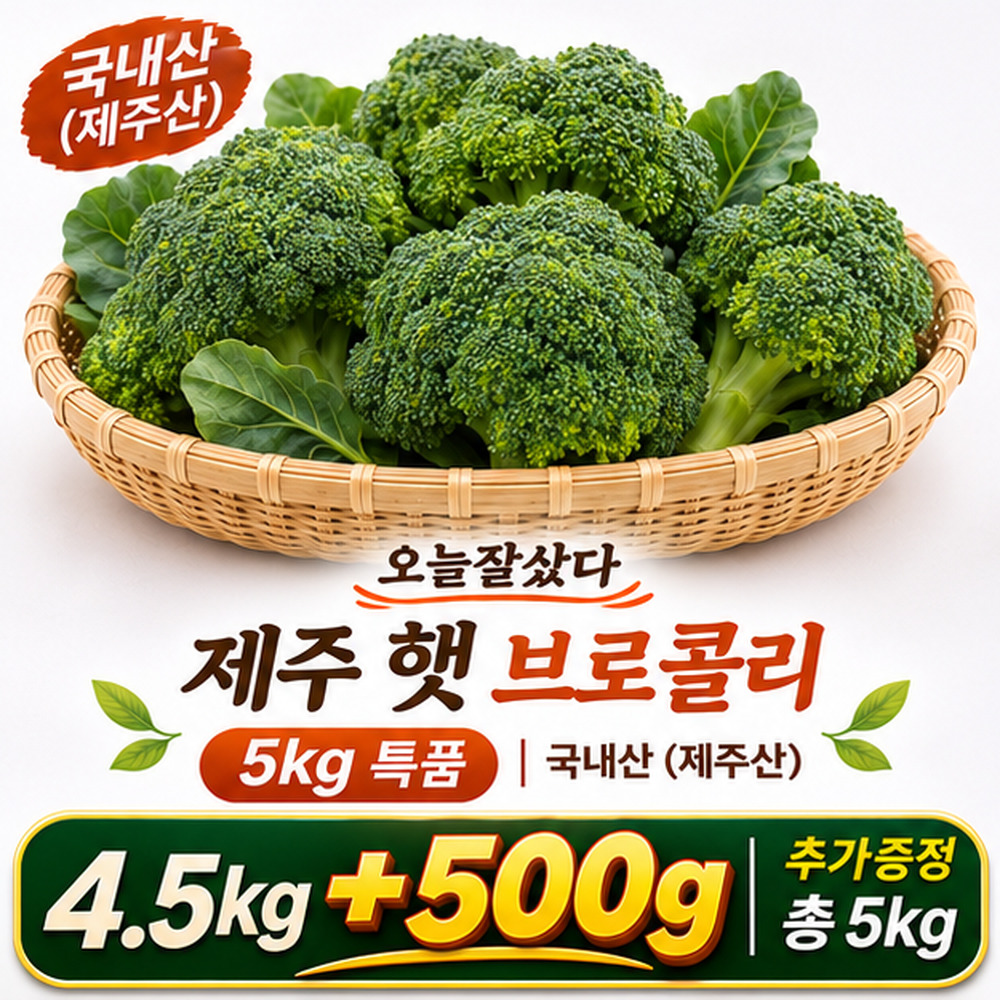 국내산
(제주산)
오늘잘샀다
제주 햇 브로콜리
5kg 특품 | 국내산 (제주산)
4.5kg +500g | 추가증정
총 5kg